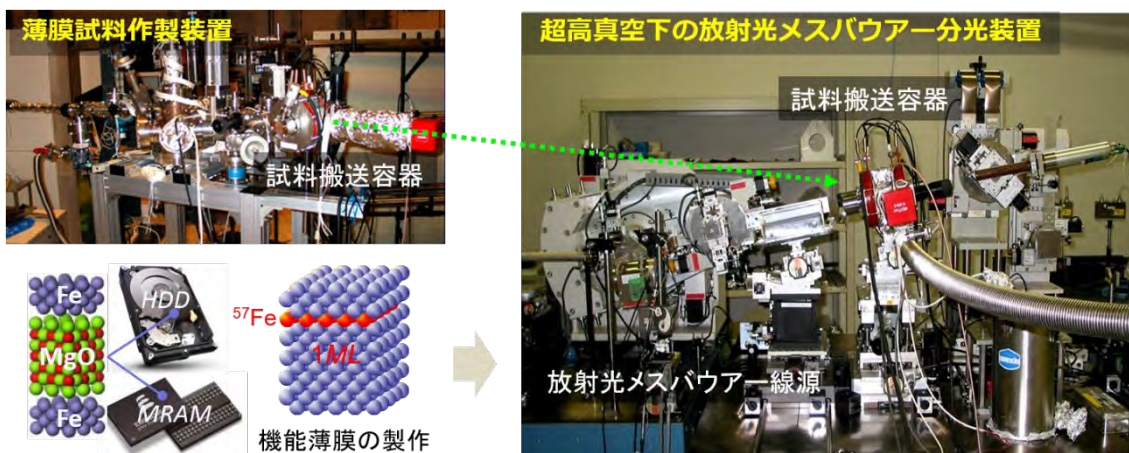 薄膜試料作製装置
試料搬送容器
Fe
MgO
Fe
HDD
MRAM
⁵⁷Fe
1ML
機能薄膜の製作
超高真空下の放射光メスバウアー分光装置
試料搬送容器
放射光メスバウアー線源